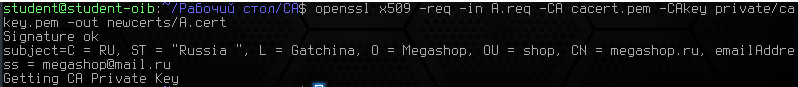 student@student-oib:~/Рабочий стол/CA$ openssl x509 -req -in A.req -CA cacert.pem -CAkey private/ca
key.pem -out newcerts/A.cert
Signature ok
subject=C = RU, ST = "Russia ", L = Gatchina, O = Megashop, OU = shop, CN = megashop.ru, emailAddre
ss = megashop@mail.ru
Getting CA Private Key